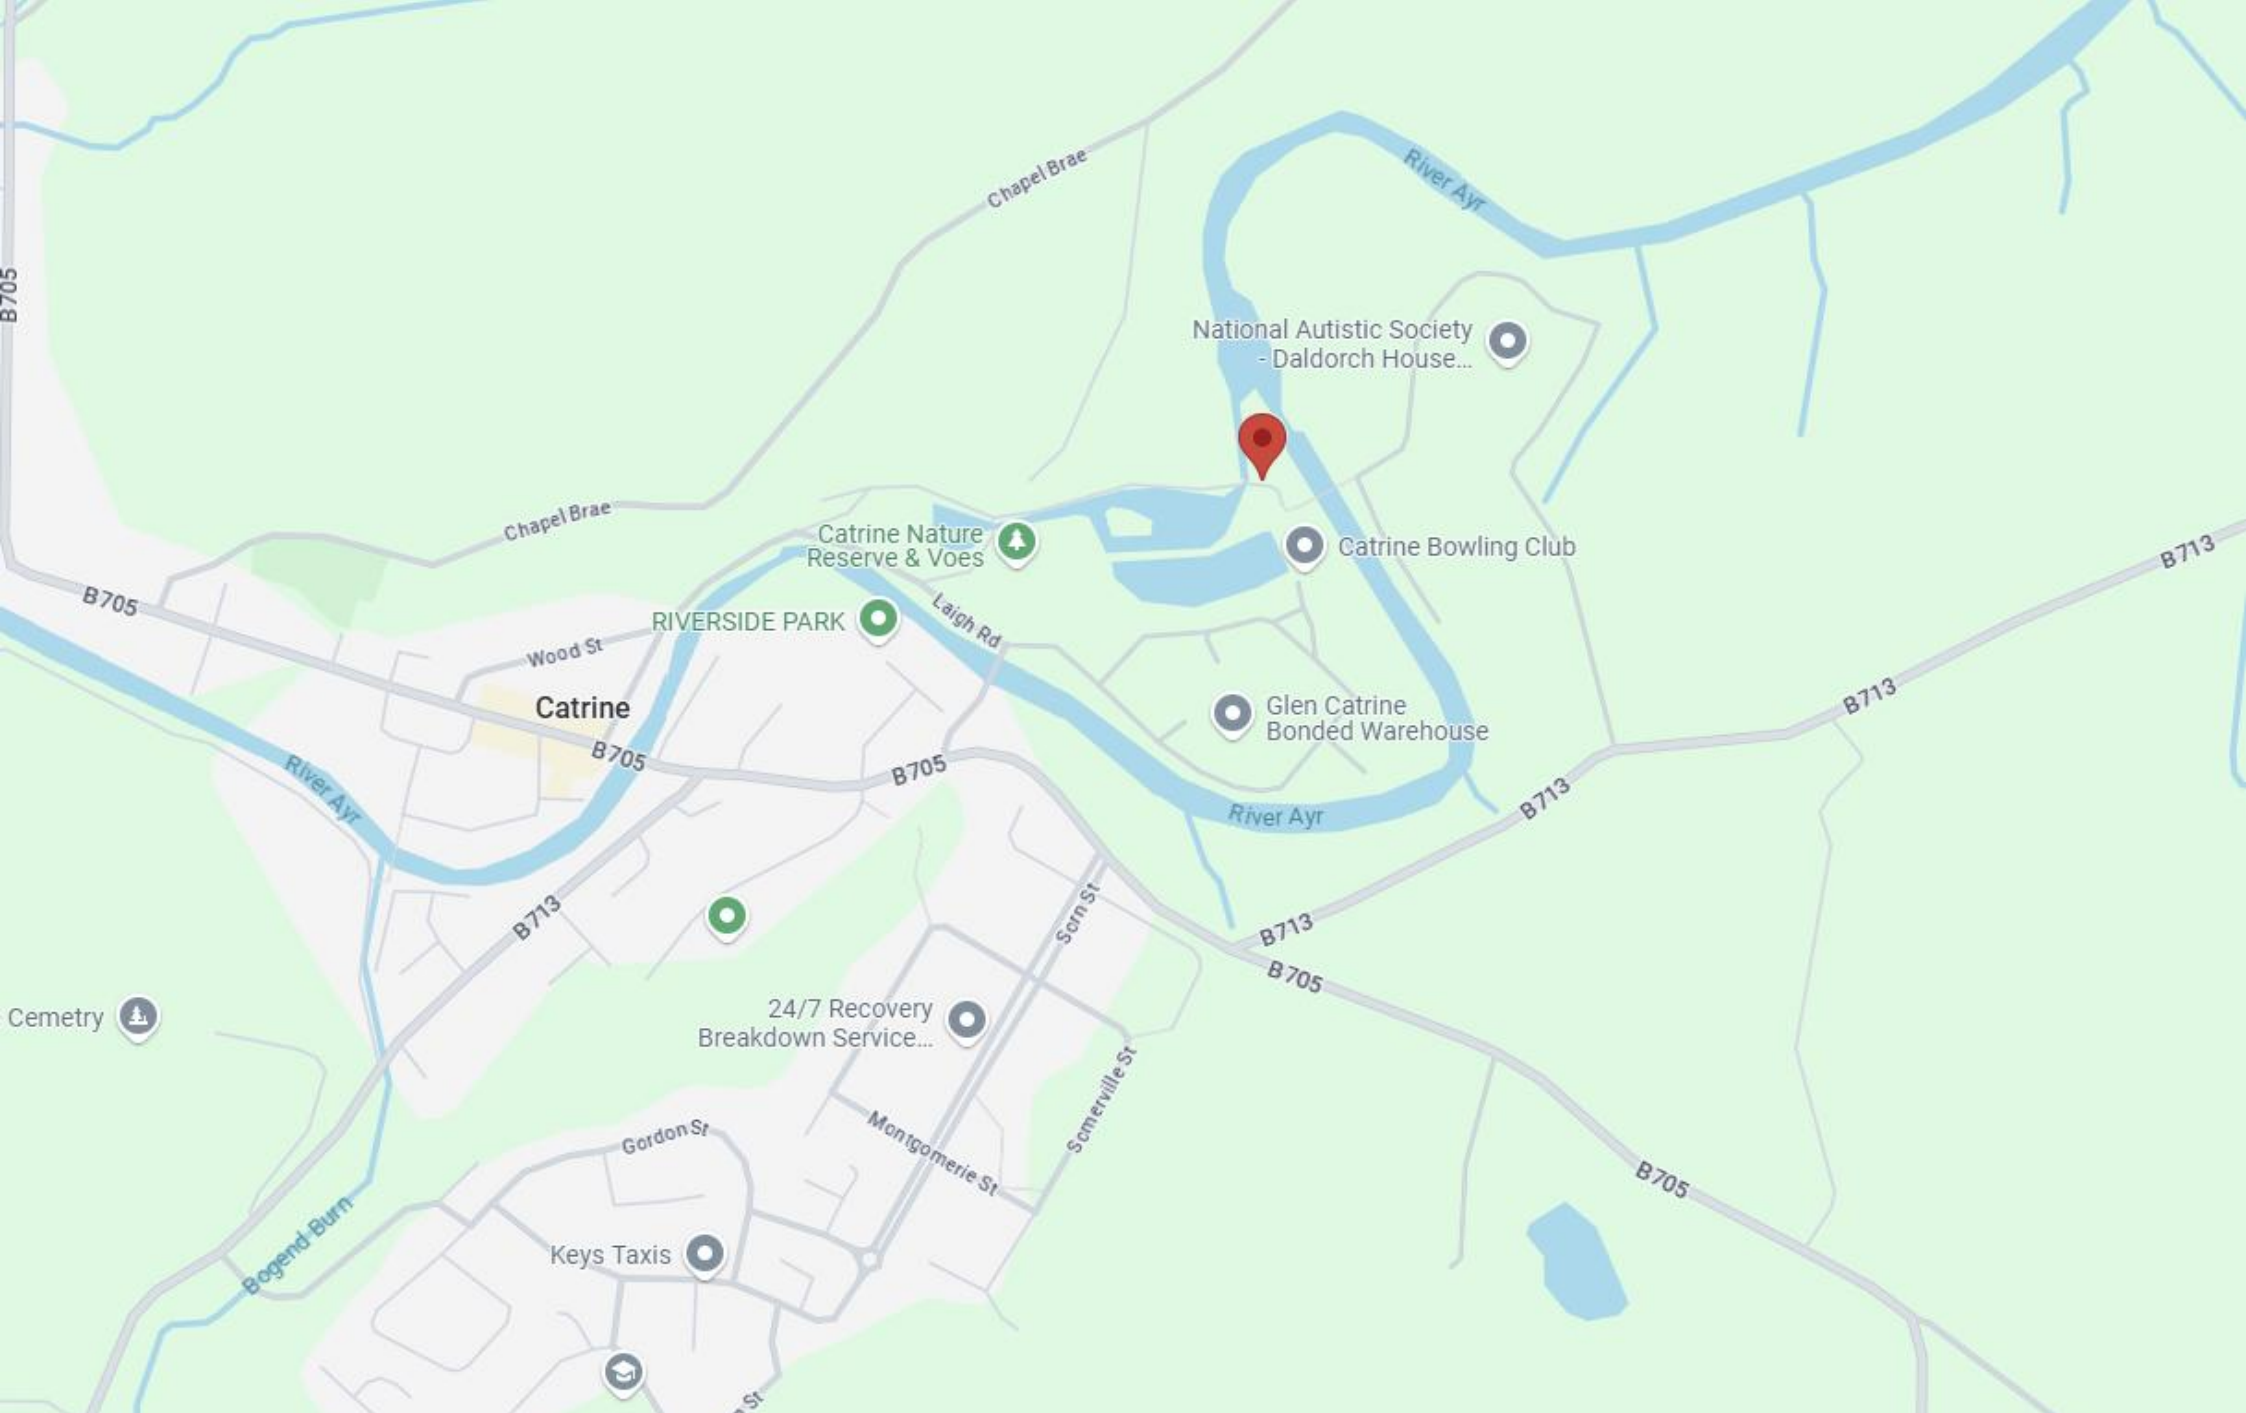 Chapel Brae
River Ayr
B705
National Autistic Society
- Daldorch House...
Chapel Brae
Catrine Nature
Reserve & Voes
Catrine Bowling Club
B713
B705
Laigh Rd
RIVERSIDE PARK
Wood St
Catrine
B713
Glen Catrine
Bonded Warehouse
B705
B705
River Ayr
B713
River Ayr
B713
Sorn St
B713
B705
24/7 Recovery
Breakdown Service...
Cemetry
Somerville St
Montgomerie St
Gordon St
B705
Bogend Burn
Keys Taxis
St